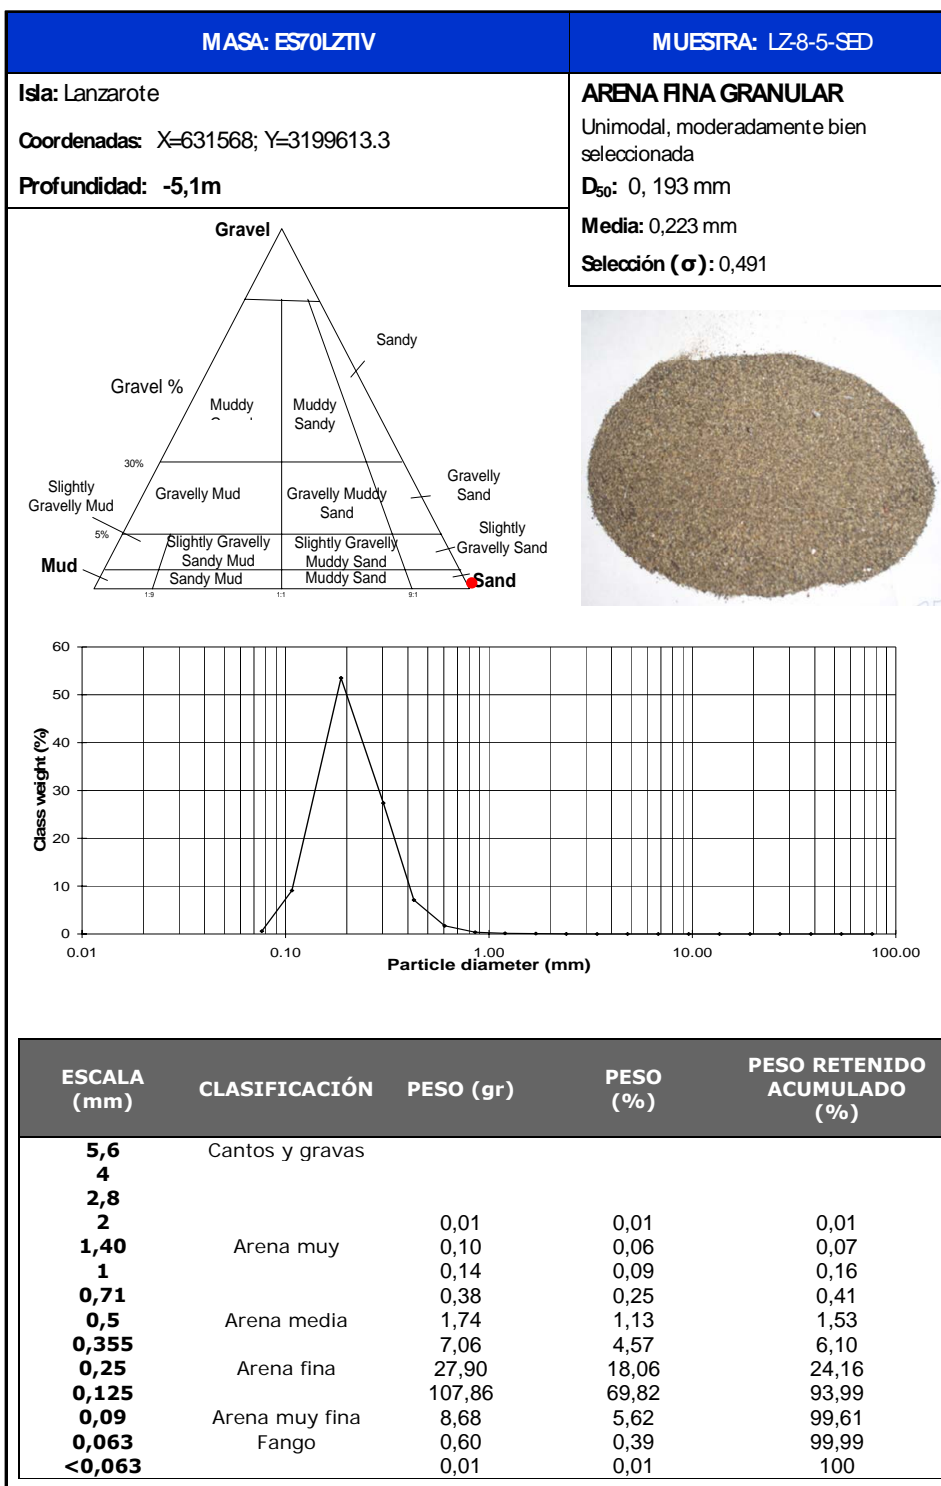 MASA: ES70LZTIV
MUESTRA: LZ-8-5-SED
Isla: Lanzarote
Coordenadas: X=631568; Y=3199613.3
Profundidad: -5,1m
ARENA FINA GRANULAR
Unimodal, moderadamente bien
seleccionada
D50: 0, 193 mm
Media: 0,223 mm
Selección (σ): 0,491
Gravel
Sandy
Gravel %
Muddy
Muddy
Sandy
30%
Gravelly
Sand
Slightly
Gravelly Mud
Gravelly Mud
Gravelly Muddy
Sand
5%
Slightly
Gravelly Sand
Slightly Gravelly
Sandy Mud
Slightly Gravelly
Muddy Sand
Mud
Sandy Mud
Muddy Sand
Sand
1:9
1:1
9:1
60
50
40
30
20
10
0
Class weight (%)
0.01
0.10
1.00
10.00
100.00
Particle diameter (mm)
ESCALA (mm) CLASIFICACIÓN PESO (gr) PESO (%) PESO RETENIDO ACUMULADO (%)
5,6 Cantos y gravas
4
2,8
2 0,01 0,01 0,01
1,40 Arena muy 0,10 0,06 0,07
1 0,14 0,09 0,16
0,71 0,38 0,25 0,41
0,5 Arena media 1,74 1,13 1,53
0,355 7,06 4,57 6,10
0,25 Arena fina 27,90 18,06 24,16
0,125 107,86 69,82 93,99
0,09 Arena muy fina 8,68 5,62 99,61
0,063 Fango 0,60 0,39 99,99
<0,063 0,01 0,01 100